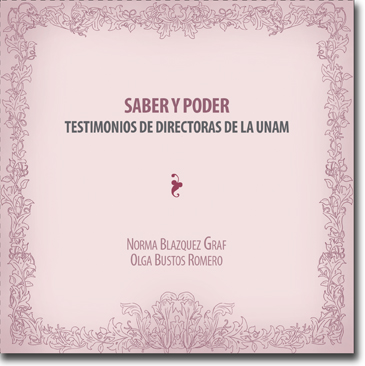 SABER Y PODER
TESTIMONIOS DE DIRECTORAS DE LA UNAM
NORMA BLAZQUEZ GRAF
OLGA BUSTOS ROMERO